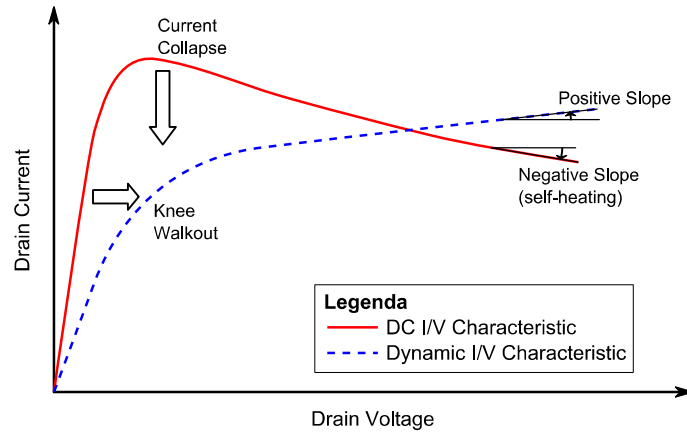 Current
Collapse
Positive Slope
Negative Slope
(self-heating)
Knee
Walkout
Drain Current
Legenda
DC I/V Characteristic
Dynamic I/V Characteristic
Drain Voltage